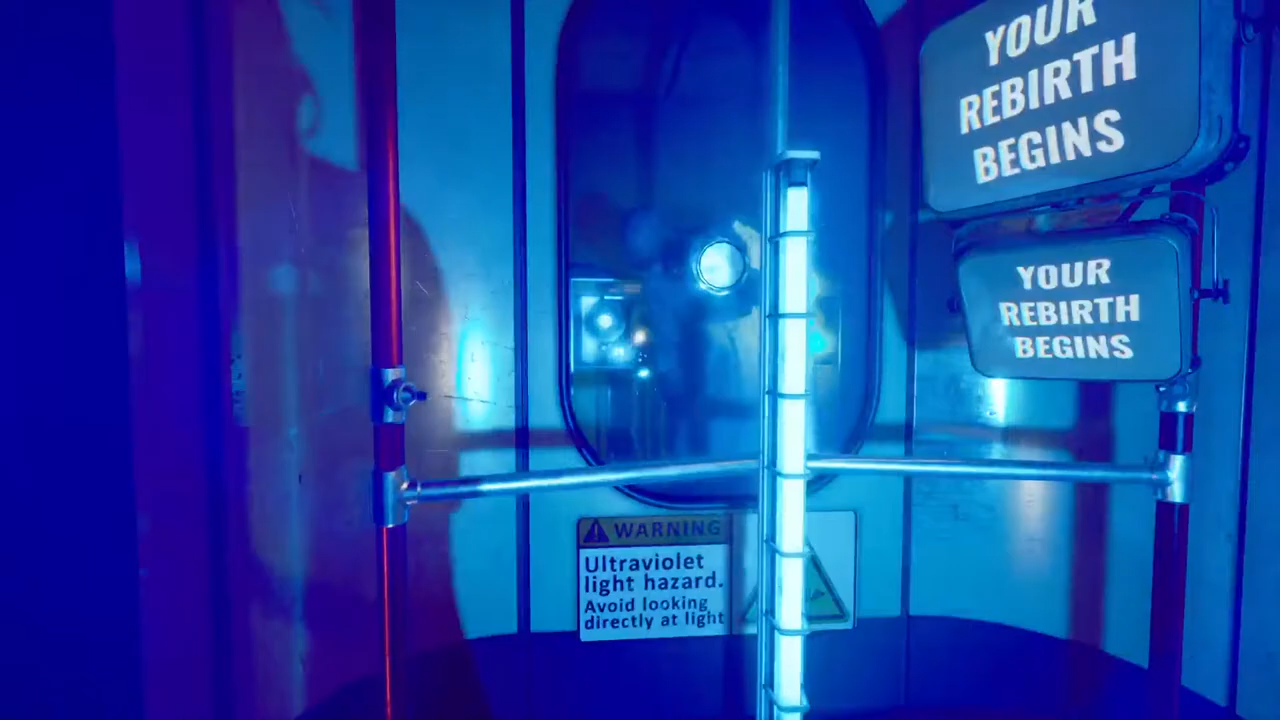 YOUR
REBIRTH
BEGINS
YOUR
REBIRTH
BEGINS
WARNING
Ultraviolet
light hazard.
Avoid looking
directly at light